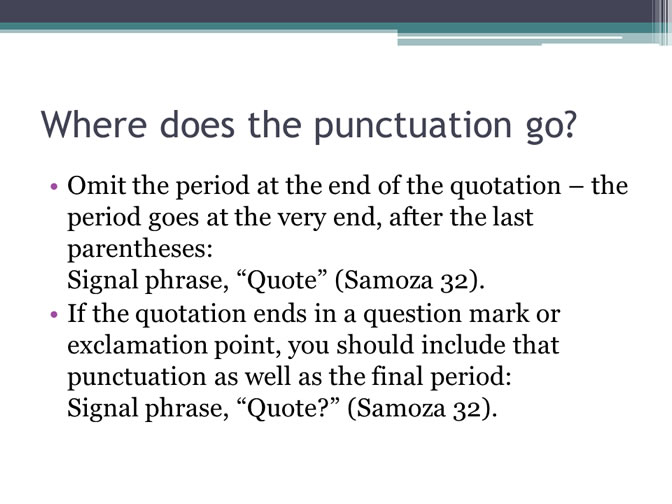 Where does the punctuation go?
• Omit the period at the end of the quotation – the
period goes at the very end, after the last
parentheses:
Signal phrase, “Quote” (Samoza 32).
• If the quotation ends in a question mark or
exclamation point, you should include that
punctuation as well as the final period:
Signal phrase, “Quote?” (Samoza 32).